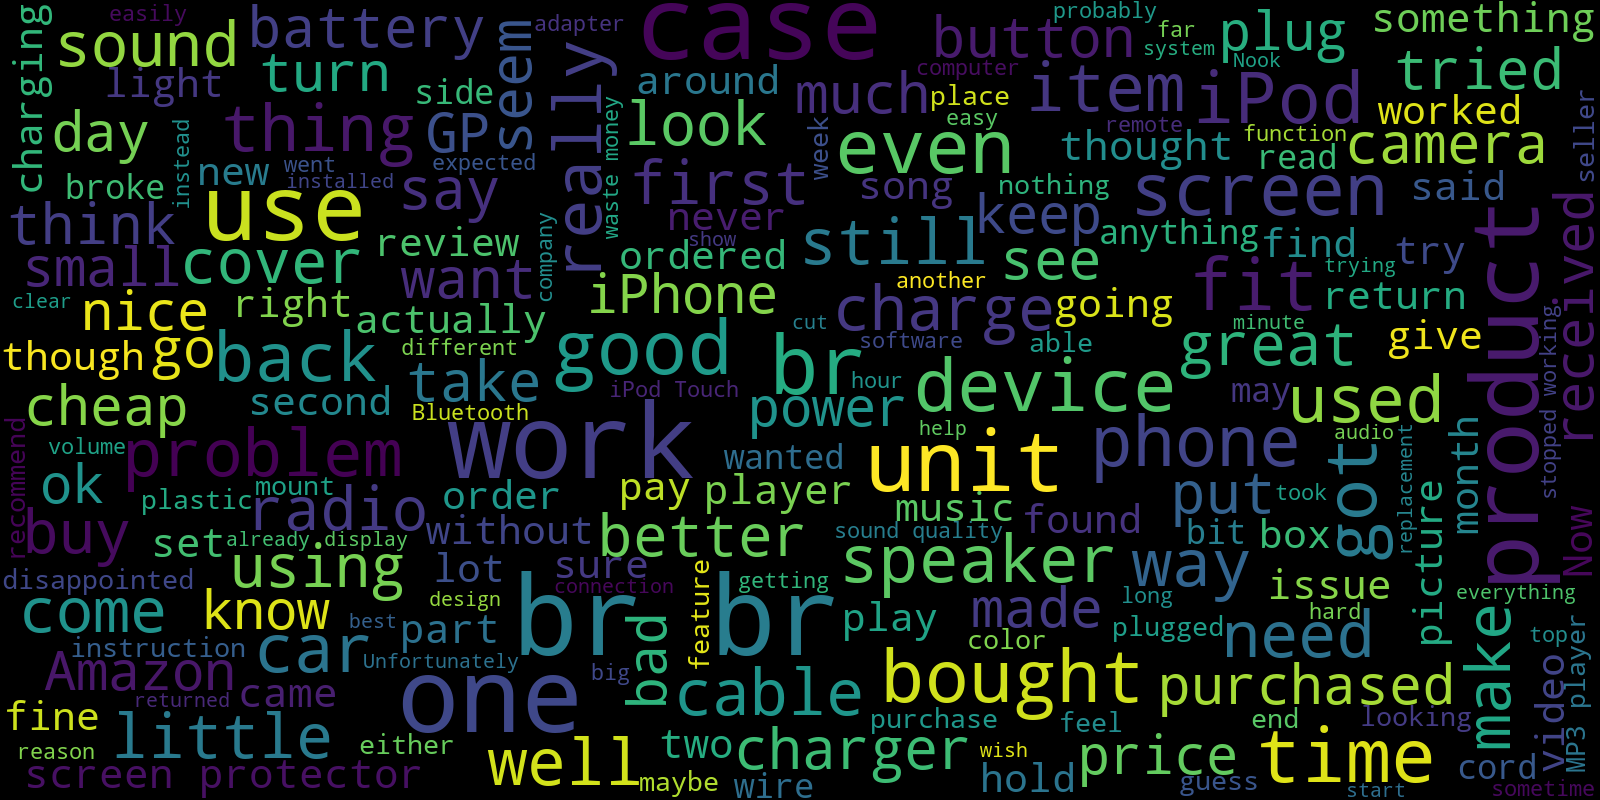 easily
adapter
case
probably
something
charging
sound
battery
button
far
plug
system
Nook
light
turn
side
seem
really
around
computer
tried
much
place
item
iPod
worked
day
thing
GP
look
easy
remote
function
camera
seller
instead
new
went
installed
expected
waste money
week
even
thought
read
broke
say
first
song
nothing
screen
said
use
think
never
keep
anything
find
try
received
product
small
cover
review
company
show
ordered
still
see
trying
clear
nice
right
want
iPhone
another
charge
going
fit
return
actually
cut
software
able
minute
great
give
stopped working
though
go
back
different
good
br
hour
device
take
iPod Touch
may
used
cheap
second
Bluetooth
power
help
recommend
volume
problem
work
wanted
unit
phone
audio
got
replacement
month
ok
plastic
mount
order
pay
player
music
put
took
buy
radio
without
better
sound quality
found
bit
box
picture
Now
set
already
display
lot
sure
speaker
way
disappointed
using
connection
getting
issue
everything
come
know
design
feature
br
br
play
made
long
hard
plugged
need
toper
instruction
car
best
part
bad
color
make
MP3 player
Amazon
Unfortunately
big
bought
purchased
video
returned
came
one
cable
fine
purchase
feel
end
looking
reason
little
either
well
two
charger
wish
price
time
cord
screen protector
maybe
wire
hold
guess
start
sometime